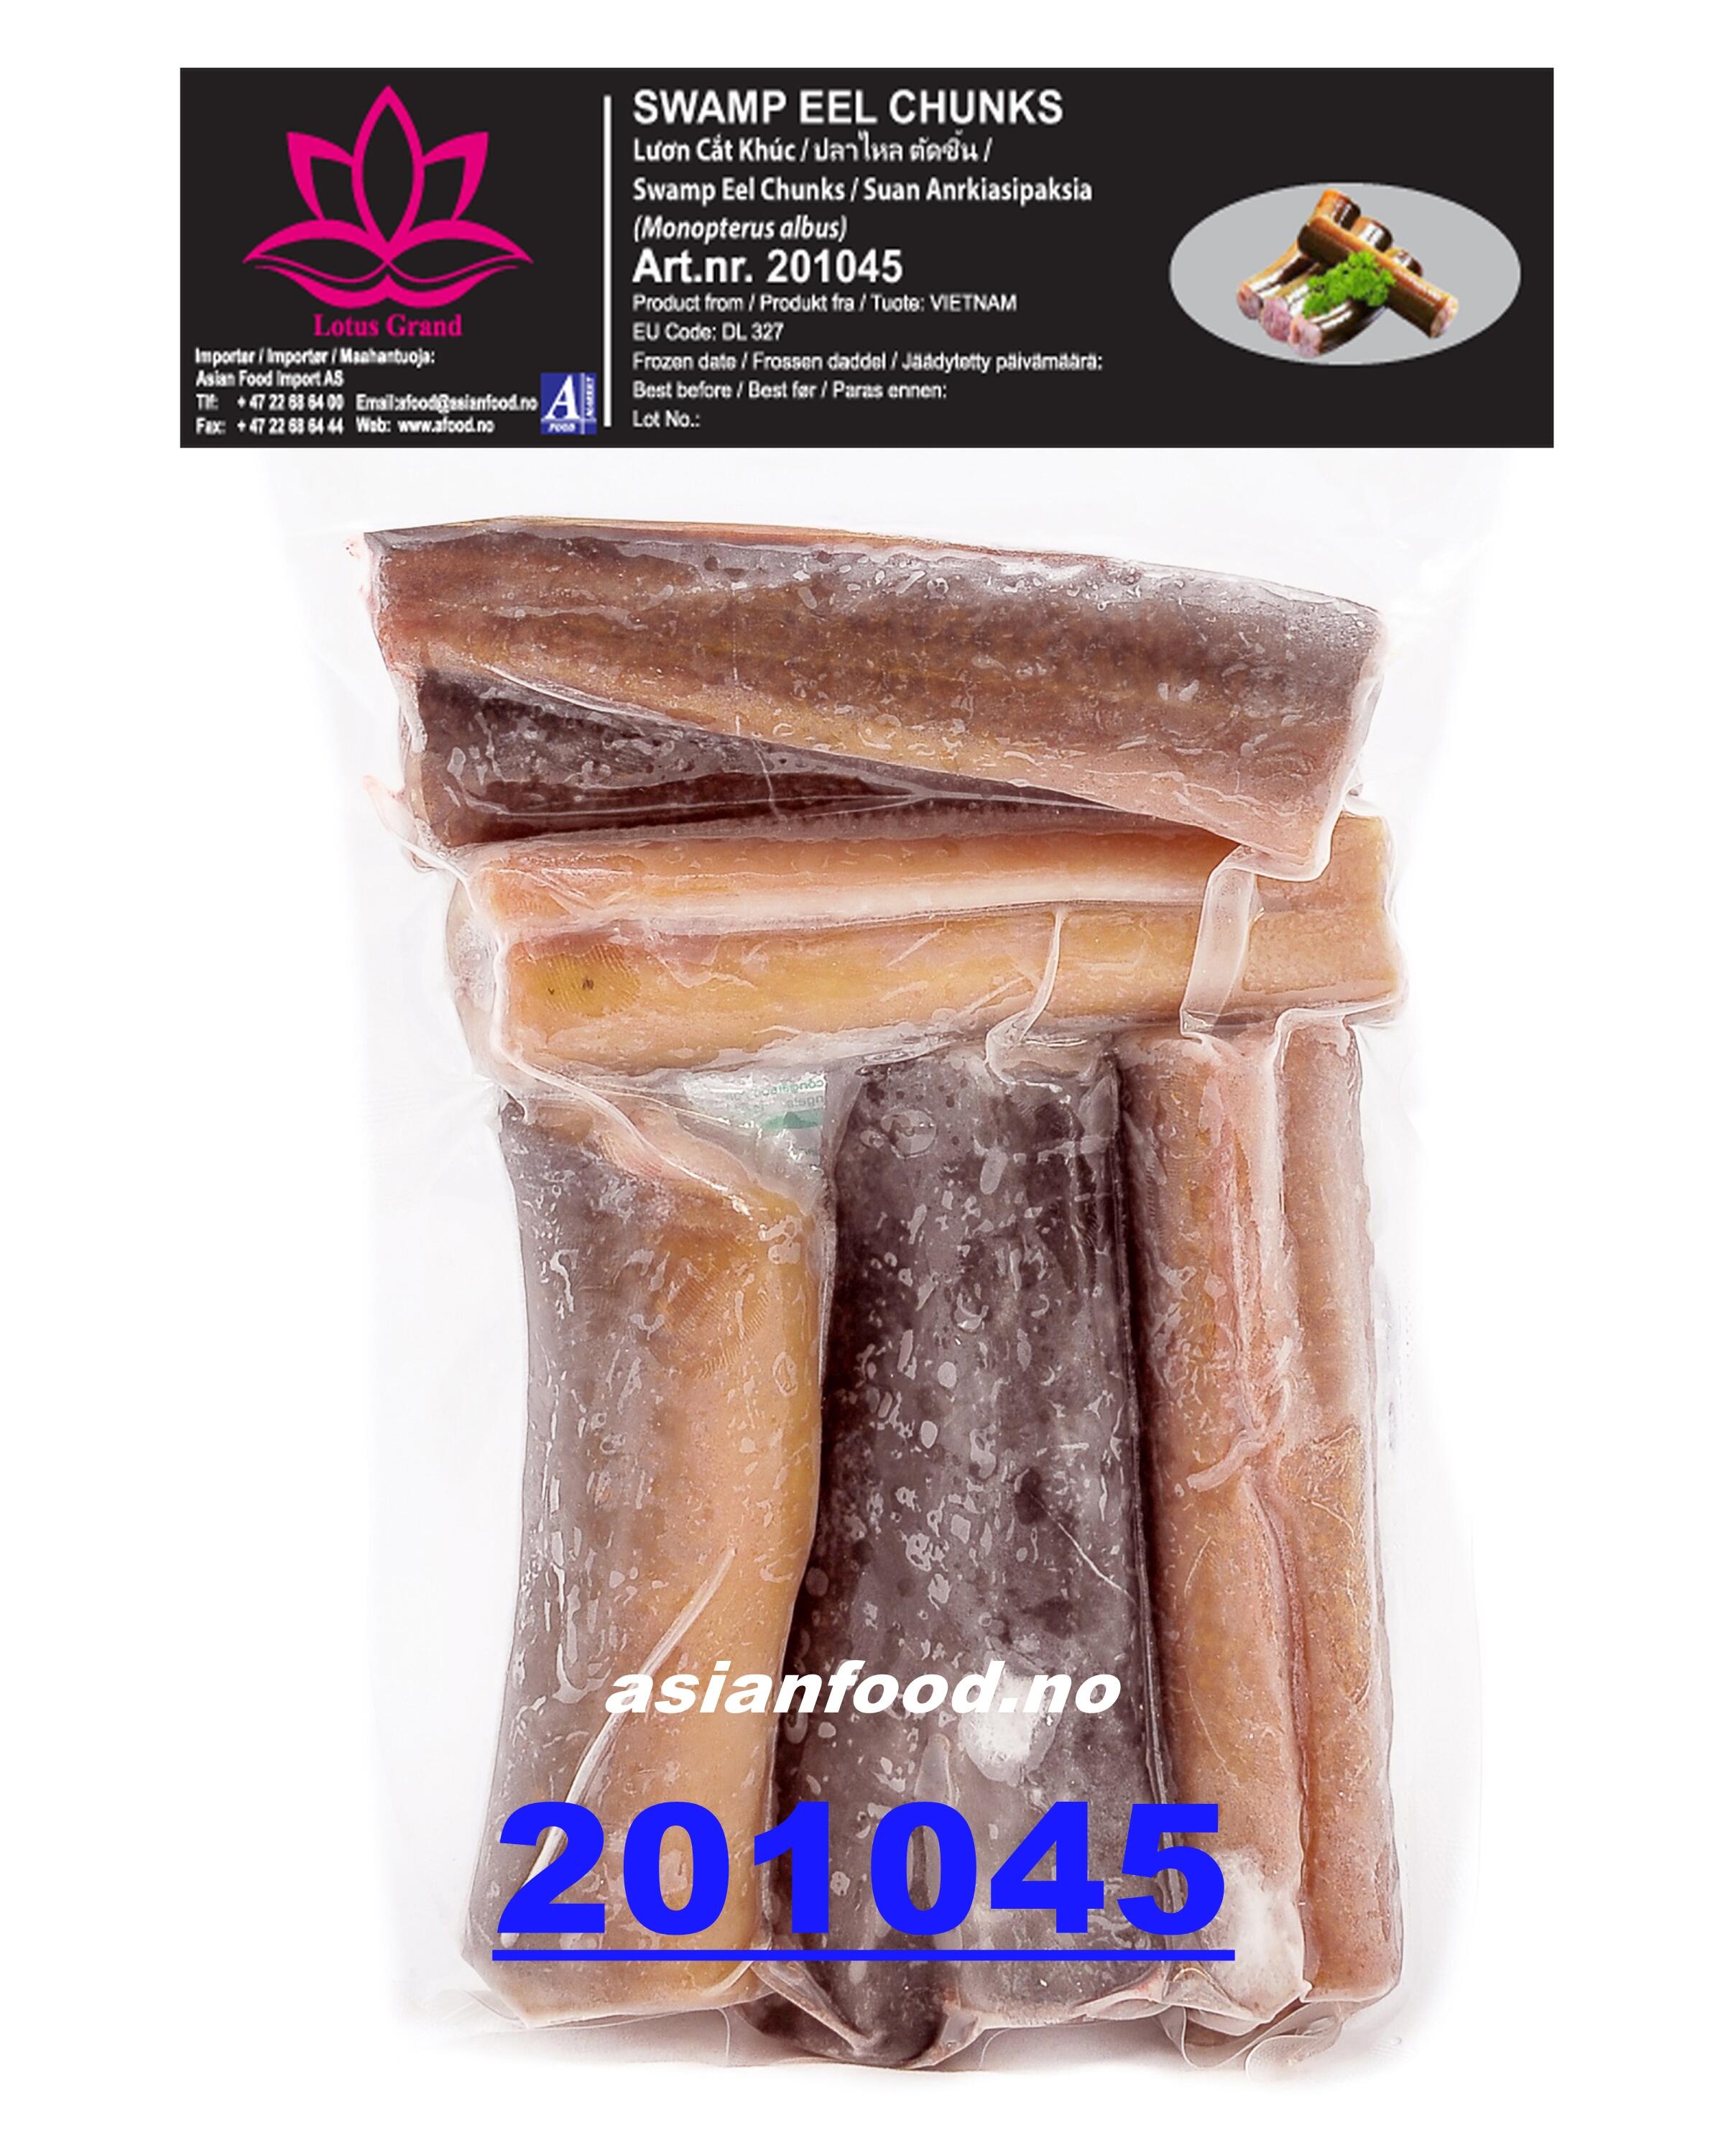 Lotus Grand
Importer / Importør / Maahantuoja:
Asian Food Import AS
Tlf: + 47 22 68 64 00 Email:afood@asianfood.no
Fax: + 47 22 68 64 44 Web: www.afood.no
A
FOOD
MARKET
SWAMP EEL CHUNKS
Lươn Cắt Khúc / ปลาไหล ตัดชิ้น /
Swamp Eel Chunks / Suan Anrkiasipaksia
(Monopterus albus)
Art.nr. 201045
Product from / Produkt fra / Tuote: VIETNAM
EU Code: DL 327
Frozen date / Frossen daddel / Jäädytetty päivämäärä:
Best before / Best før / Paras ennen:
Lot No.:
asianfood.no
201045